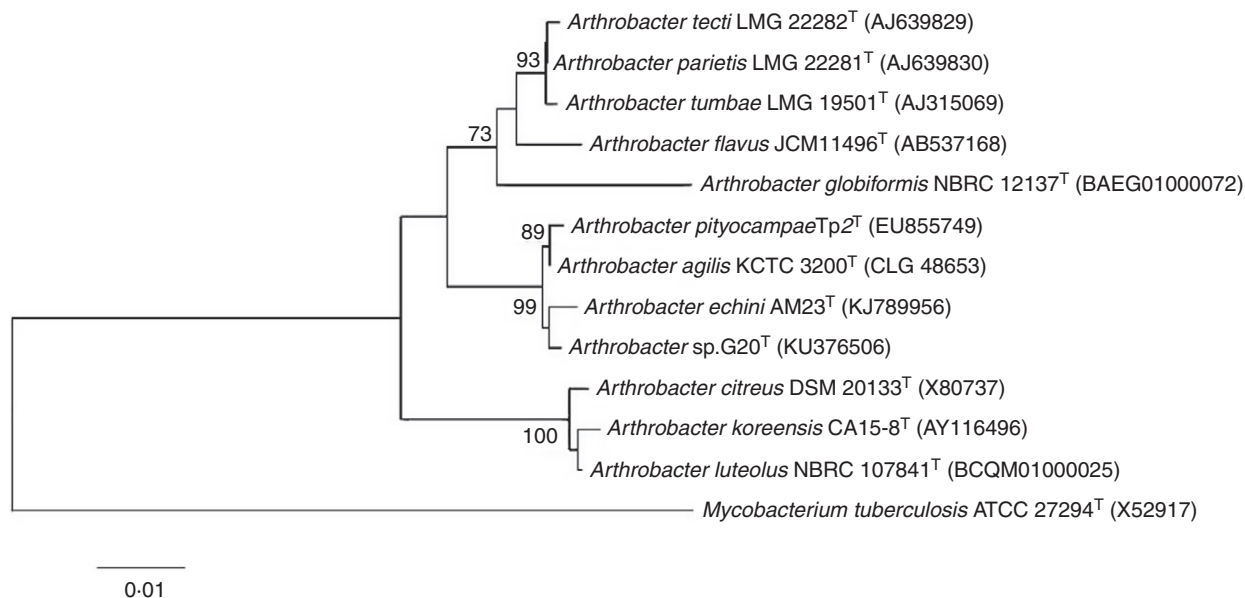 Arthrobacter tecti LMG 22282ᵀ (AJ639829)
93
Arthrobacter parietis LMG 22281ᵀ (AJ639830)
Arthrobacter tumbae LMG 19501ᵀ (AJ315069)
73
Arthrobacter flavus JCM11496ᵀ (AB537168)
Arthrobacter globiformis NBRC 12137ᵀ (BAEG01000072)
Arthrobacter pityocampaeTp2ᵀ (EU855749)
89
Arthrobacter agilis KCTC 3200ᵀ (CLG 48653)
99
Arthrobacter echini AM23ᵀ (KJ789956)
Arthrobacter sp.G20ᵀ (KU376506)
Arthrobacter citreus DSM 20133ᵀ (X80737)
100
Arthrobacter koreensis CA15-8ᵀ (AY116496)
Arthrobacter luteolus NBRC 107841ᵀ (BCQM01000025)
Mycobacterium tuberculosis ATCC 27294ᵀ (X52917)
0·01